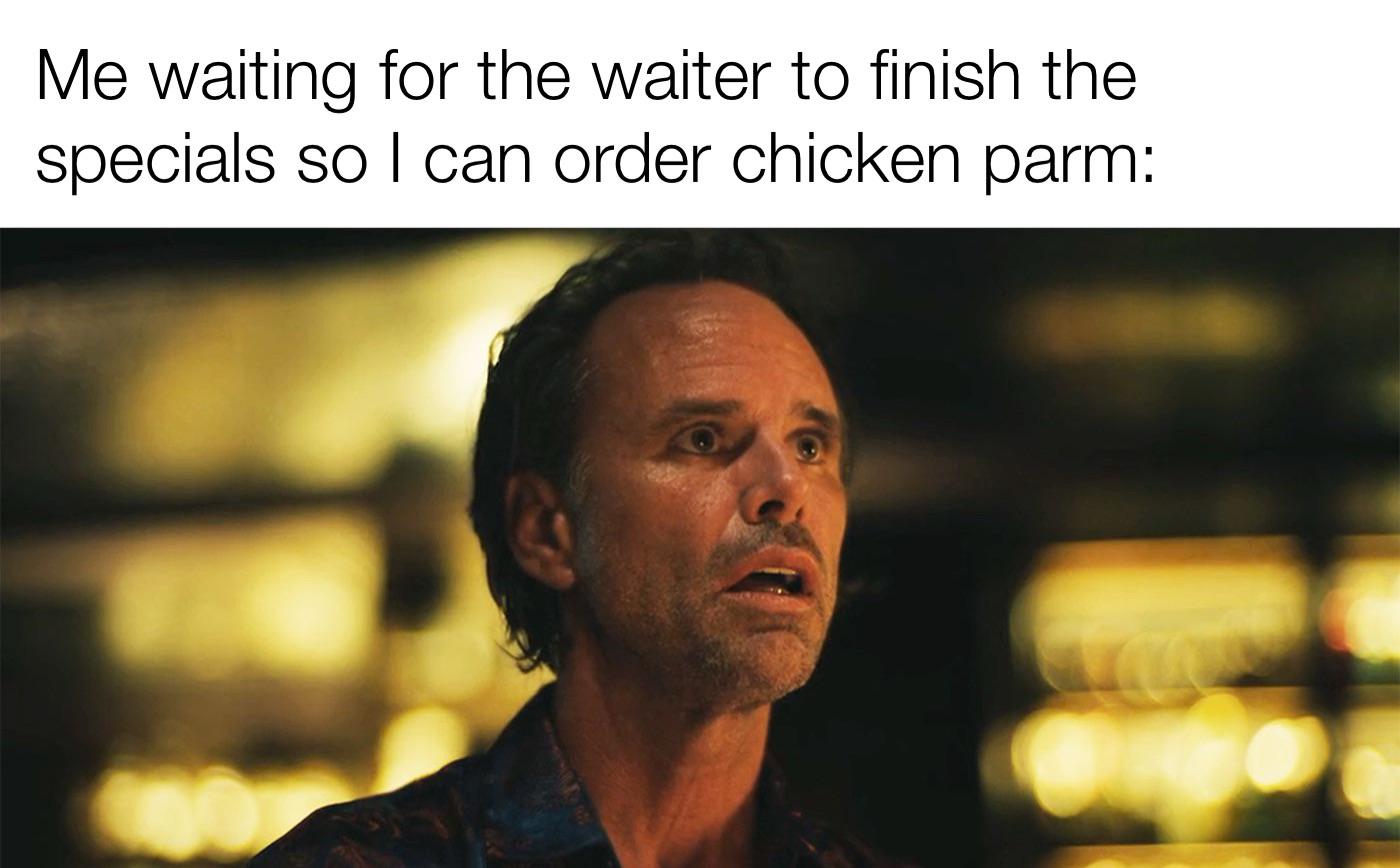 Me waiting for the waiter to finish the
specials so I can order chicken parm: